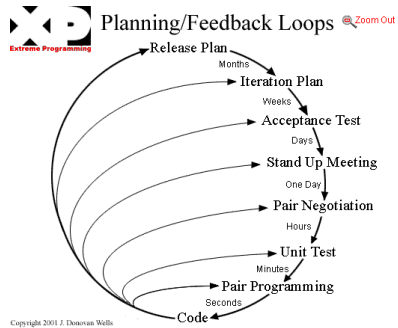 XP
Extreme Programming
Planning/Feedback Loops
Zoom Out
Release Plan
Months
Iteration Plan
Weeks
Acceptance Test
Days
Stand Up Meeting
One Day
Pair Negotiation
Hours
Unit Test
Minutes
Pair Programming
Seconds
Code
Copyright 2001 J. Donovan Wells